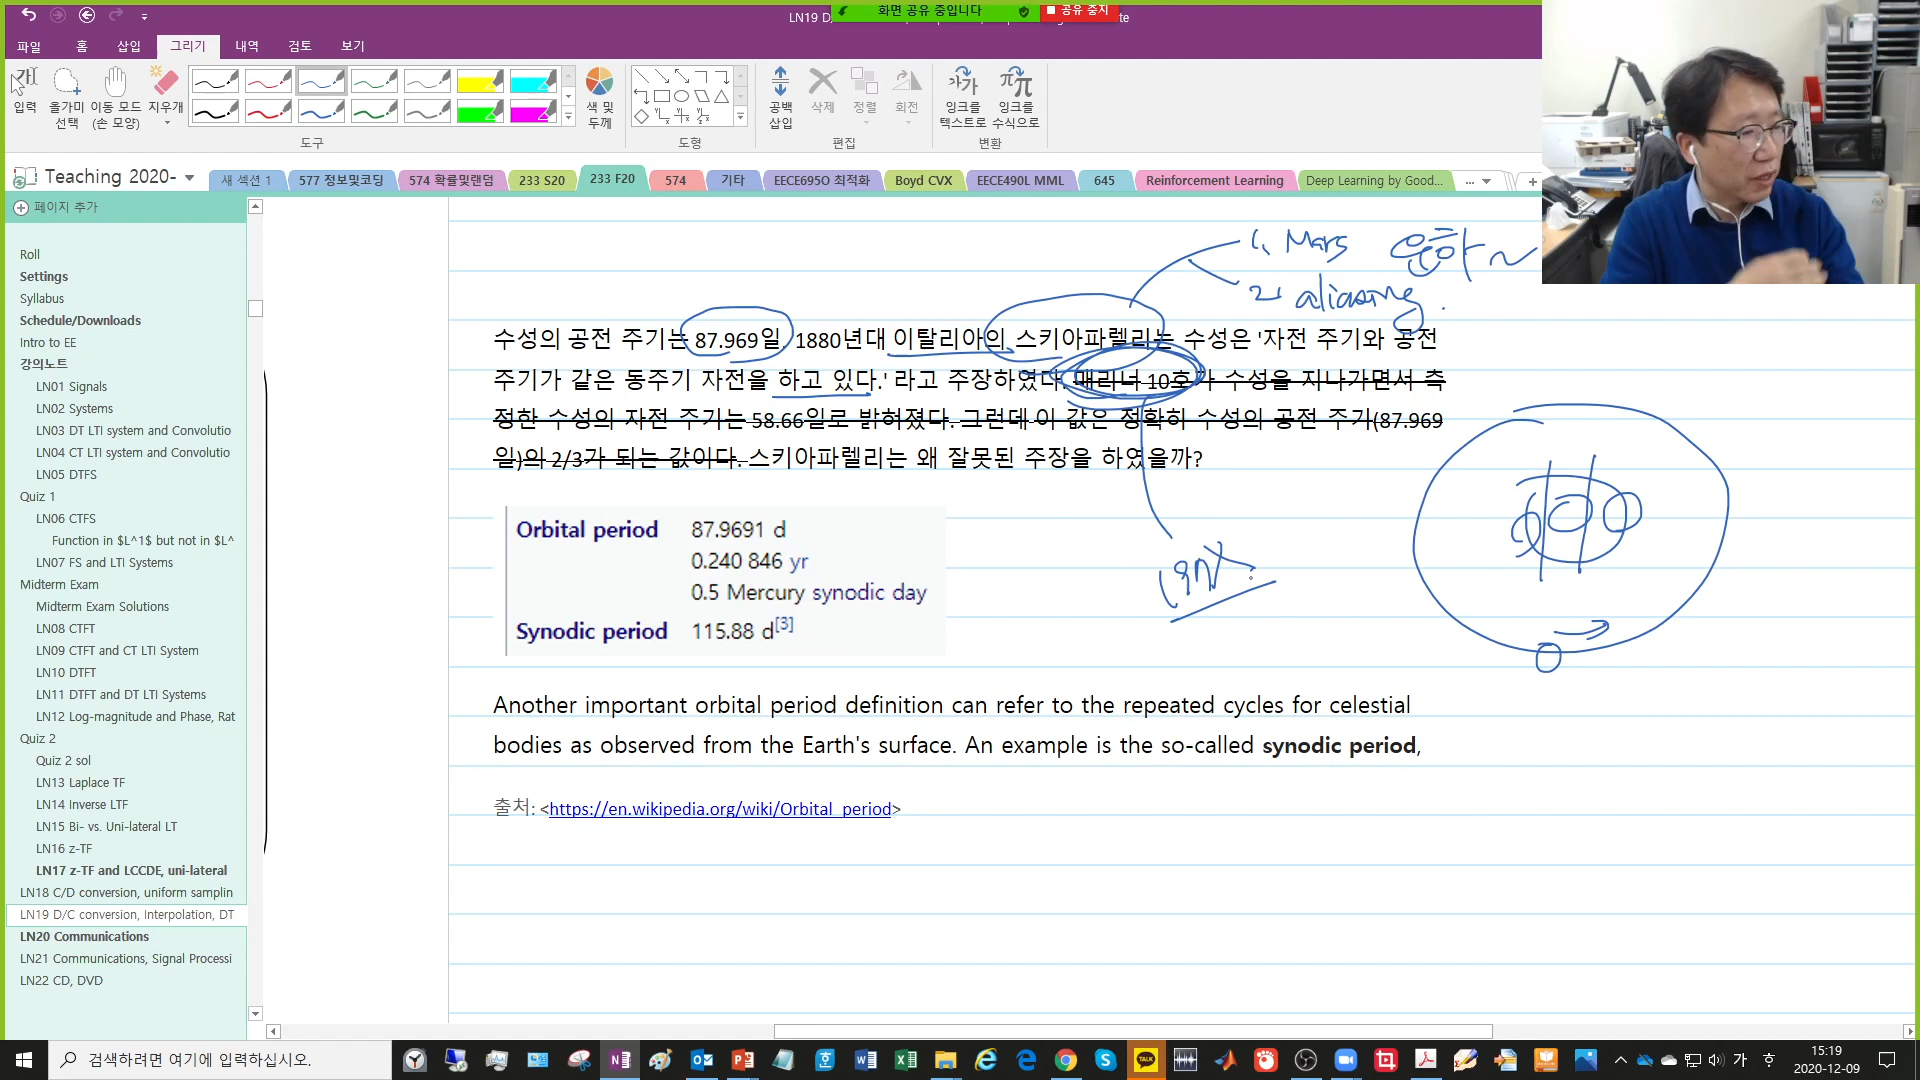 LN19 D
화면 공유 중입니다
공유 중지
te
파일 홈 삽입 그리기 내역 검토 보기
입력
올가미 선택
이동 모드 (손 모양)
지우개
색 및 두께
공백 삽입
삭제
정렬
회전
잉크를 텍스트로
잉크를 수식으로
도구
도형
편집
변환
Teaching 2020-
새 섹션 1
577 정보및코딩
574 확률및랜덤
233 S20
233 F20
574
기타
EECE695O 최적화
Boyd CVX
EECE490L MML
645
Reinforcement Learning
Deep Learning by Good...
...
페이지 추가
Roll
Settings
Syllabus
Schedule/Downloads
Intro to EE
강의노트
LN01 Signals
LN02 Systems
LN03 DT LTI system and Convolutio
LN04 CT LTI system and Convolutio
LN05 DTFS
Quiz 1
LN06 CTFS
Function in $L^1$ but not in $L^
LN07 FS and LTI Systems
Midterm Exam
Midterm Exam Solutions
LN08 CTFT
LN09 CTFT and CT LTI System
LN10 DTFT
LN11 DTFT and DT LTI Systems
LN12 Log-magnitude and Phase, Rat
Quiz 2
Quiz 2 sol
LN13 Laplace TF
LN14 Inverse LTF
LN15 Bi- vs. Uni-lateral LT
LN16 z-TF
LN17 z-TF and LCCDE, uni-lateral
LN18 C/D conversion, uniform samplin
LN19 D/C conversion, Interpolation, DT
LN20 Communications
LN21 Communications, Signal Processi
LN22 CD, DVD
1. Mars
2. aliasing.
수성의 공전 주기는 87.969일. 1880년대 이탈리아의 스키아파렐리는 수성은 '자전 주기와 공전
주기가 같은 동주기 자전을 하고 있다.' 라고 주장하였다. 매리너 10호가 수성을 지나가면서 측
정한 수성의 자전 주기는 58.66일로 밝혀졌다. 그런데 이 값은 정확히 수성의 공전 주기(87.969
일)의 2/3가 되는 값이다. 스키아파렐리는 왜 잘못된 주장을 하였을까?
Orbital period 87.9691 d
0.240 846 yr
0.5 Mercury synodic day
Synodic period 115.88 d[3]
Another important orbital period definition can refer to the repeated cycles for celestial
bodies as observed from the Earth's surface. An example is the so-called synodic period,
출처: <https://en.wikipedia.org/wiki/Orbital_period>
검색하려면 여기에 입력하십시오.
TALK
가
15:19
2020-12-09